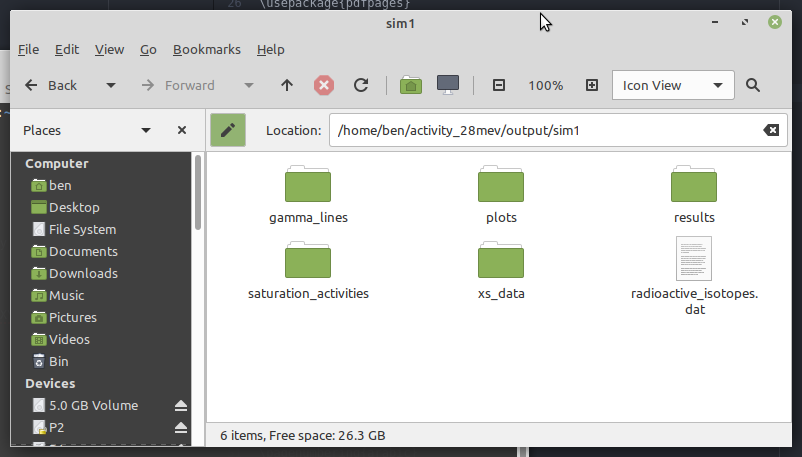 26 \usepackage{pdfpages}
sim1
File Edit View Go Bookmarks Help
Back Forward 100% Icon View
Places Location: /home/ben/activity_28mev/output/sim1
Computer
ben
Desktop
File System
Documents
Downloads
Music
Pictures
Videos
Bin
Devices
5.0 GB Volume
P2
gamma_lines plots results
saturation_activities xs_data radioactive_isotopes.
dat
6 items, Free space: 26.3 GB